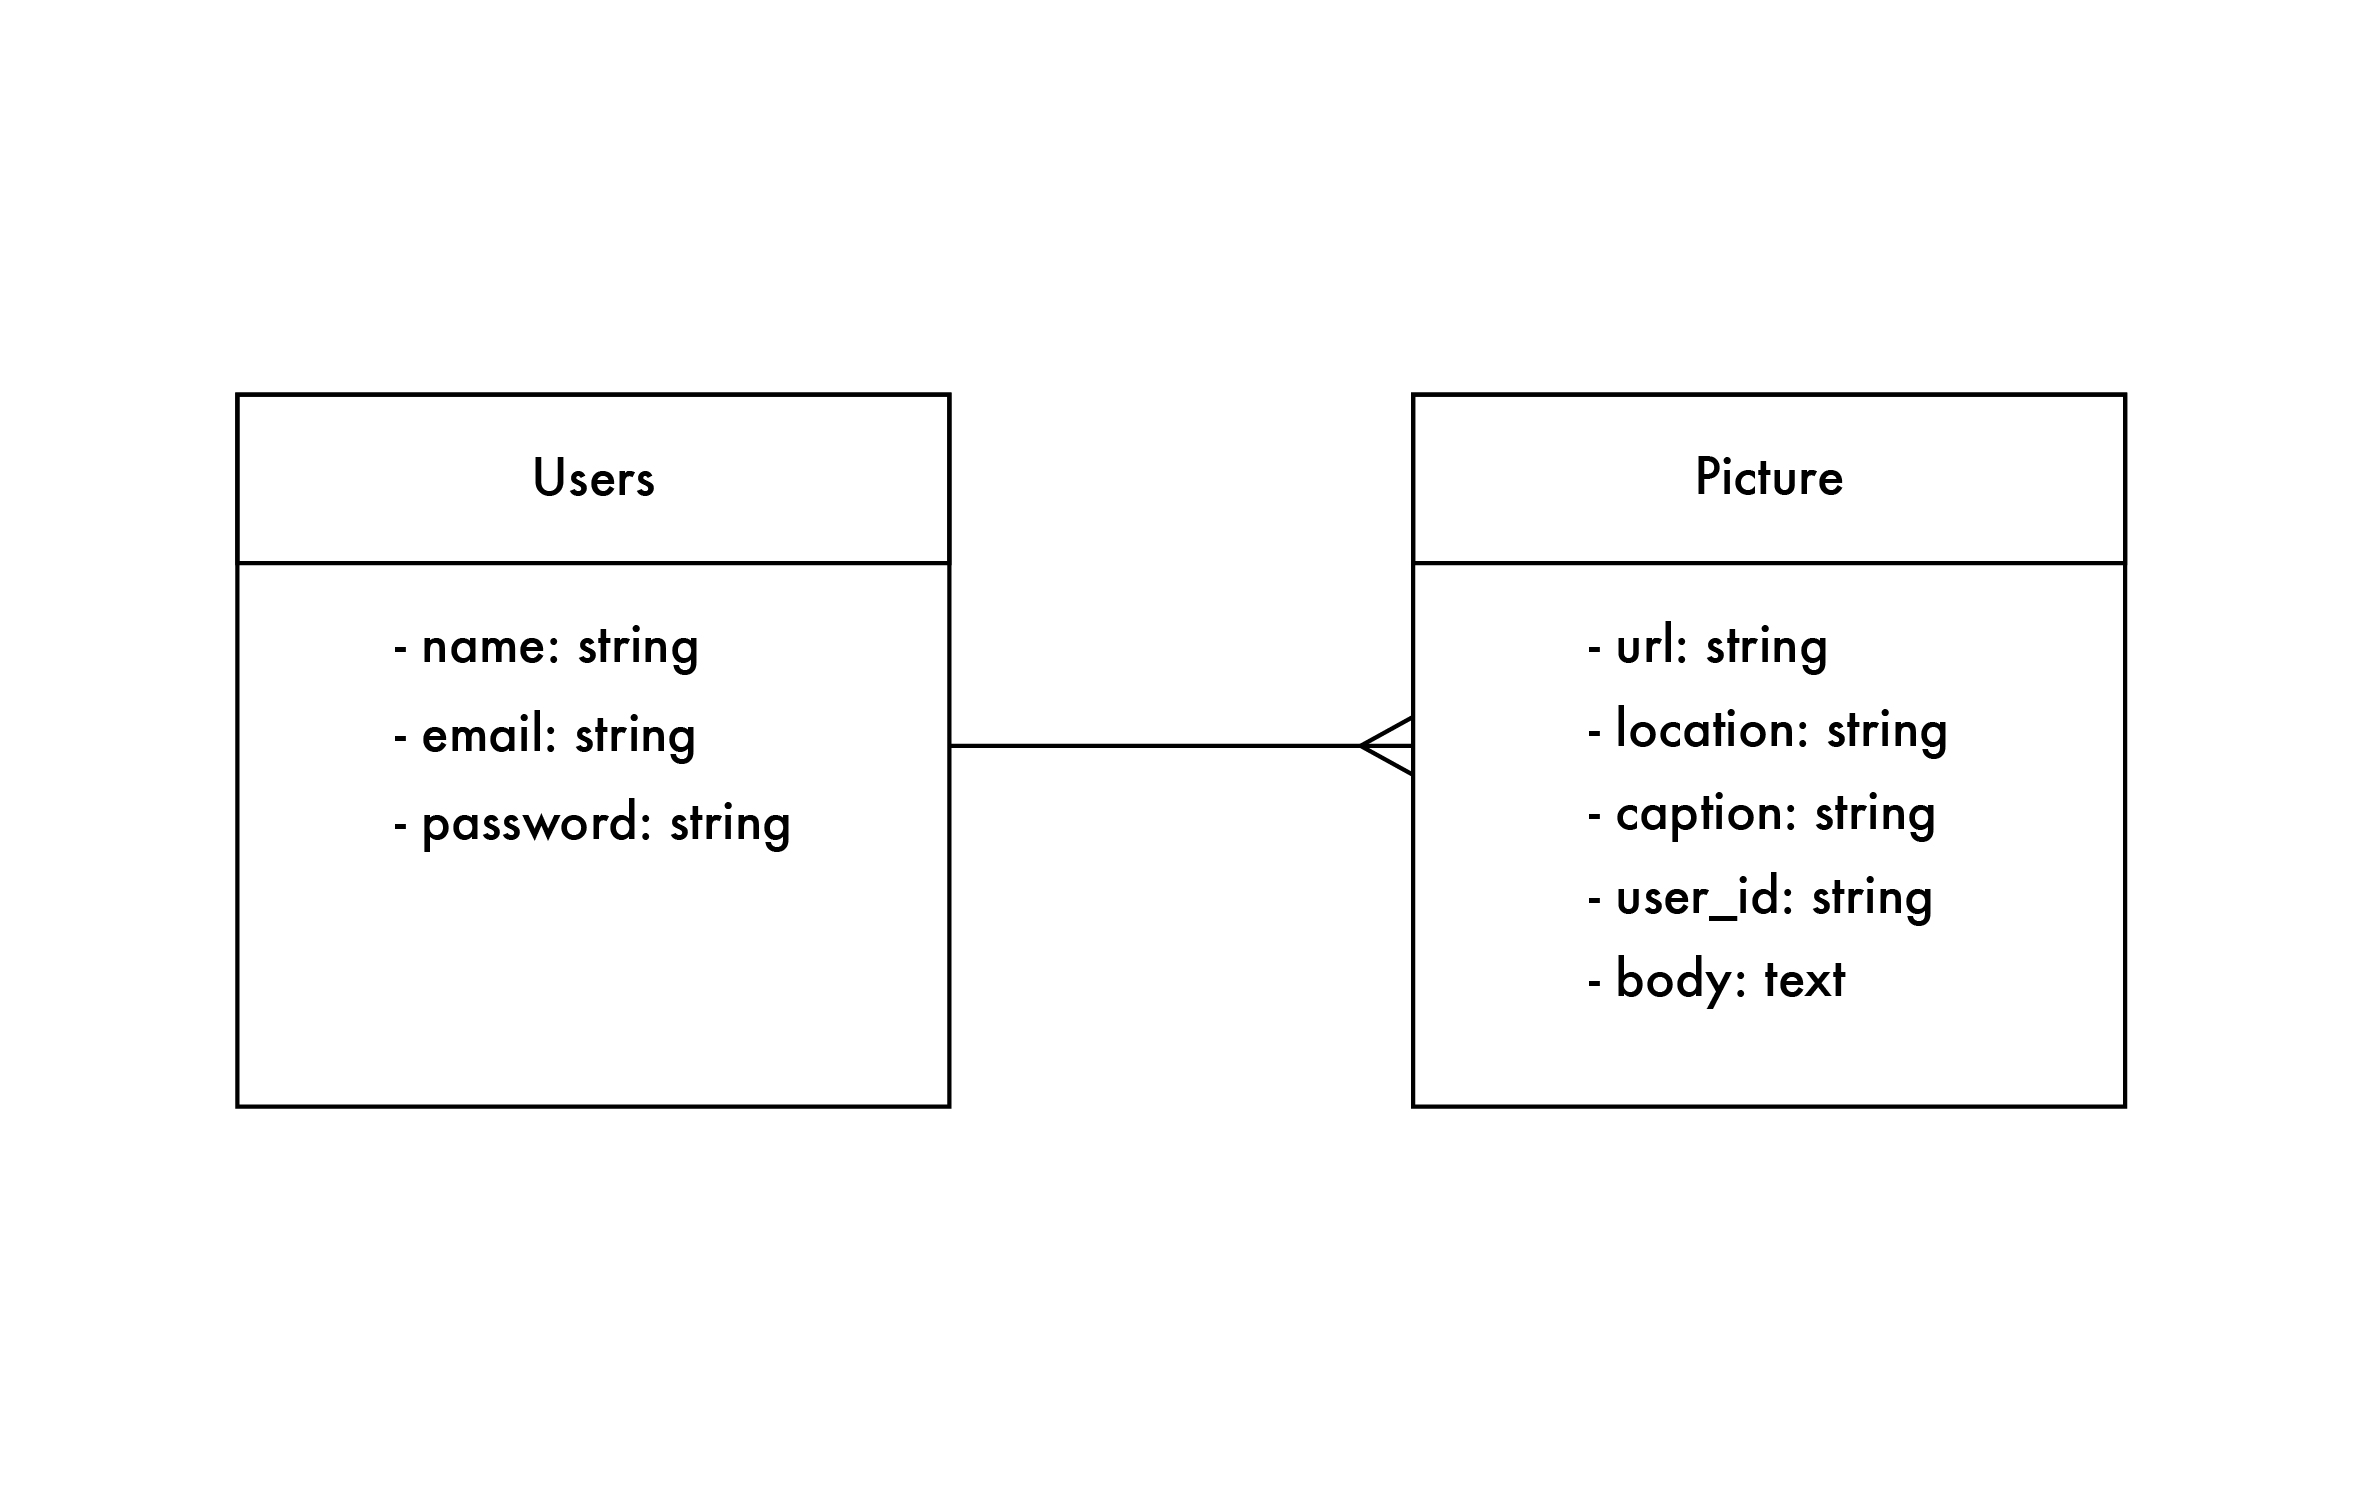 Users
- name: string
- email: string
- password: string
Picture
- url: string
- location: string
- caption: string
- user_id: string
- body: text